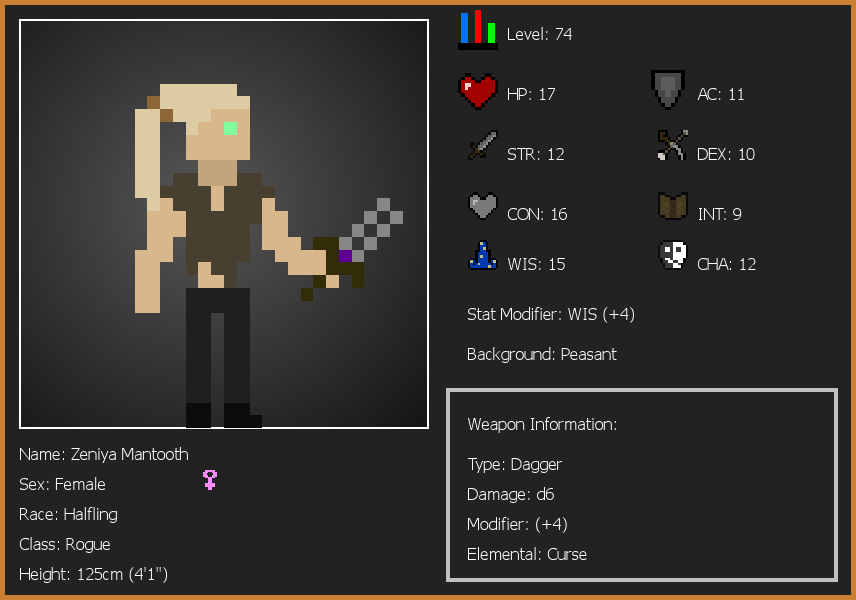 Level: 74
HP: 17
AC: 11
STR: 12
DEX: 10
CON: 16
INT: 9
WIS: 15
CHA: 12
Stat Modifier: WIS (+4)
Background: Peasant
Weapon Information:
Type: Dagger
Damage: d6
Modifier: (+4)
Elemental: Curse
Name: Zeniya Mantooth
Sex: Female
Race: Halfling
Class: Rogue
Height: 125cm (4'1")